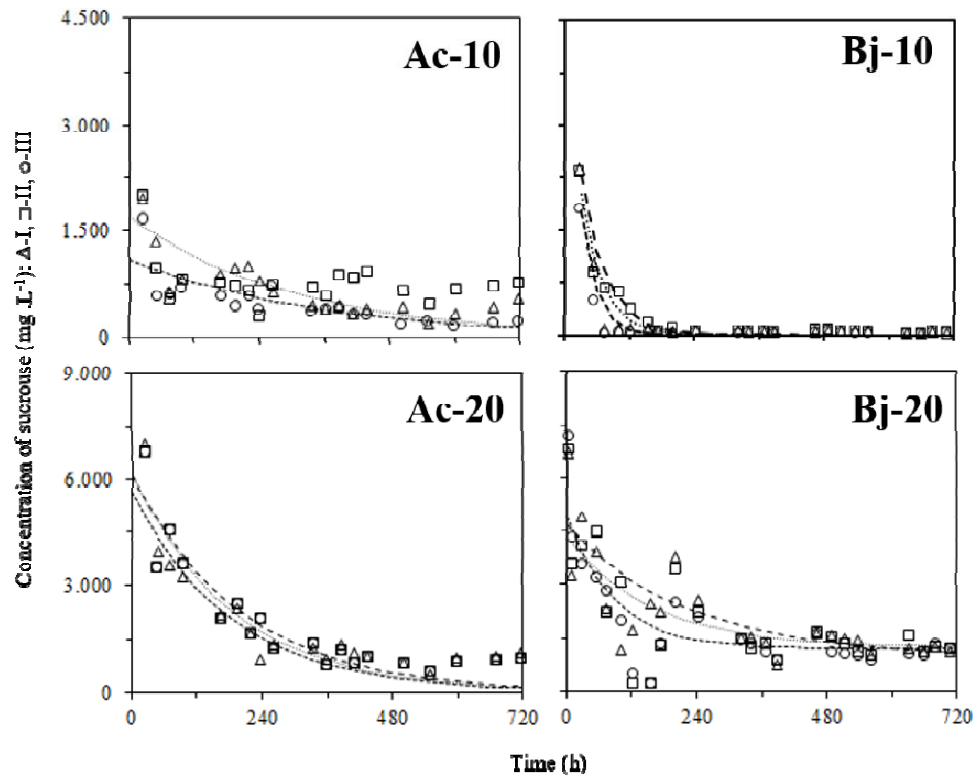 4.500
3.000
1.500
0
Ac-10
Bj-10
9.000
6.000
3.000
0
Ac-20
Bj-20
0 240 480 720
0 240 480 720
Time (h)
Concentration of sucrouse (mg .L⁻¹): Δ-I, □-II, o-III